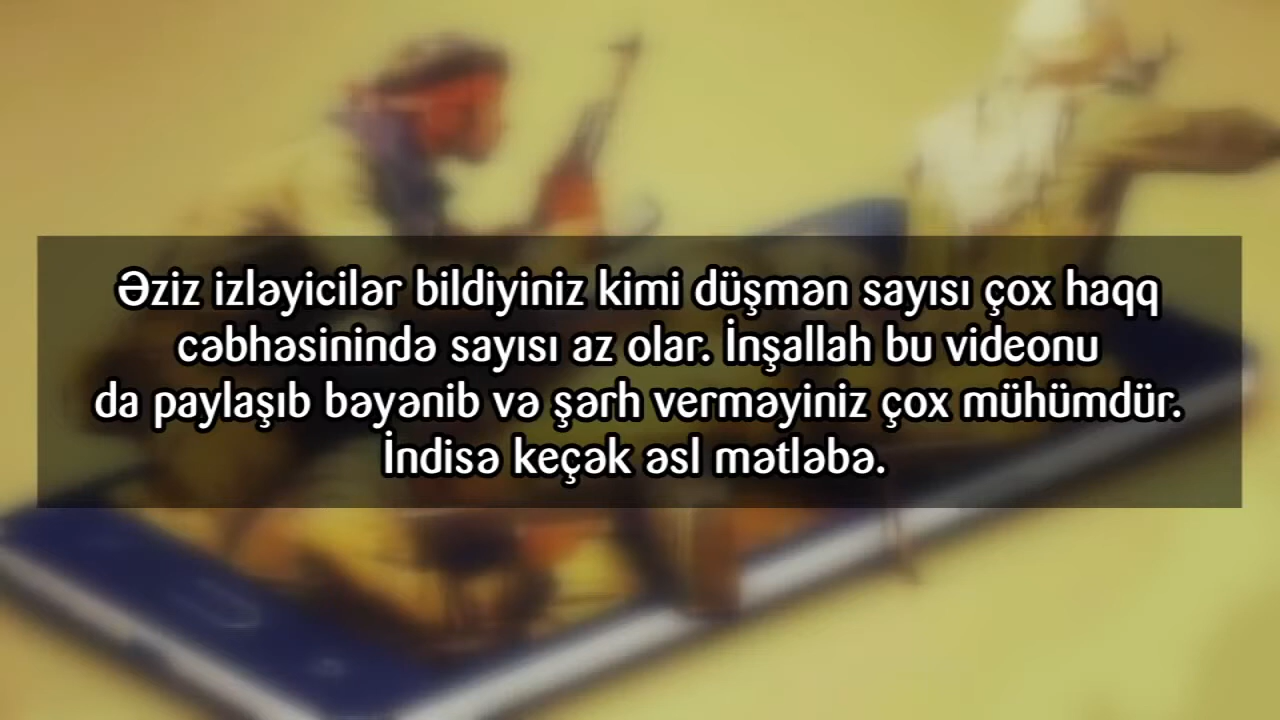 Əziz izləyicilər bildiyiniz kimi düşmən sayısı çox haqq
cəbhəsinində sayısı az olar. İnşallah bu videonu
da paylaşıb bəyənib və şərh verməyiniz çox mühümdür.
İndisə keçək əsl mətləbə.